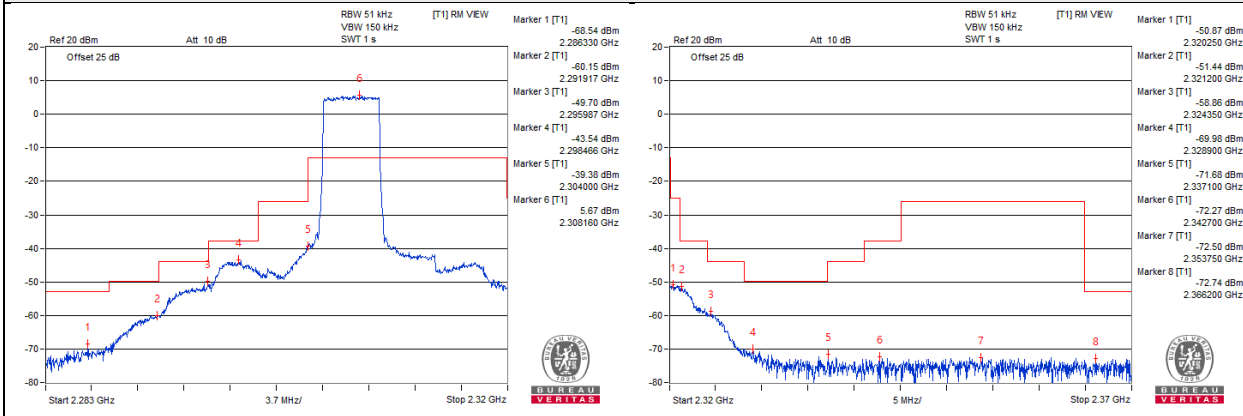 RBW 51 kHz [T1] RM VIEW
VBW 150 kHz
SWT 1 s
Ref 20 dBm Att 10 dB
Offset 25 dB
20
10
0
-10
-20
-30
-40
-50
-60
-70
-80
1
2
3
4
5
6
Start 2.283 GHz 3.7 MHz/ Stop 2.32 GHz
Marker 1 [T1]
-68.54 dBm
2.286330 GHz
Marker 2 [T1]
-60.15 dBm
2.291917 GHz
Marker 3 [T1]
-49.70 dBm
2.295987 GHz
Marker 4 [T1]
-43.54 dBm
2.298466 GHz
Marker 5 [T1]
-39.38 dBm
2.304000 GHz
Marker 6 [T1]
5.67 dBm
2.308160 GHz
BUREAU VERITAS
1828
BUREAU
VERITAS
RBW 51 kHz [T1] RM VIEW
VBW 150 kHz
SWT 1 s
Ref 20 dBm Att 10 dB
Offset 25 dB
20
10
0
-10
-20
-30
-40
-50
-60
-70
-80
1
2
3
4
5
6
7
8
Start 2.32 GHz 5 MHz/ Stop 2.37 GHz
Marker 1 [T1]
-50.87 dBm
2.320250 GHz
Marker 2 [T1]
-51.44 dBm
2.321200 GHz
Marker 3 [T1]
-58.86 dBm
2.324350 GHz
Marker 4 [T1]
-69.98 dBm
2.328900 GHz
Marker 5 [T1]
-71.68 dBm
2.337100 GHz
Marker 6 [T1]
-72.27 dBm
2.342700 GHz
Marker 7 [T1]
-72.50 dBm
2.353750 GHz
Marker 8 [T1]
-72.74 dBm
2.366200 GHz
BUREAU VERITAS
1828
BUREAU
VERITAS